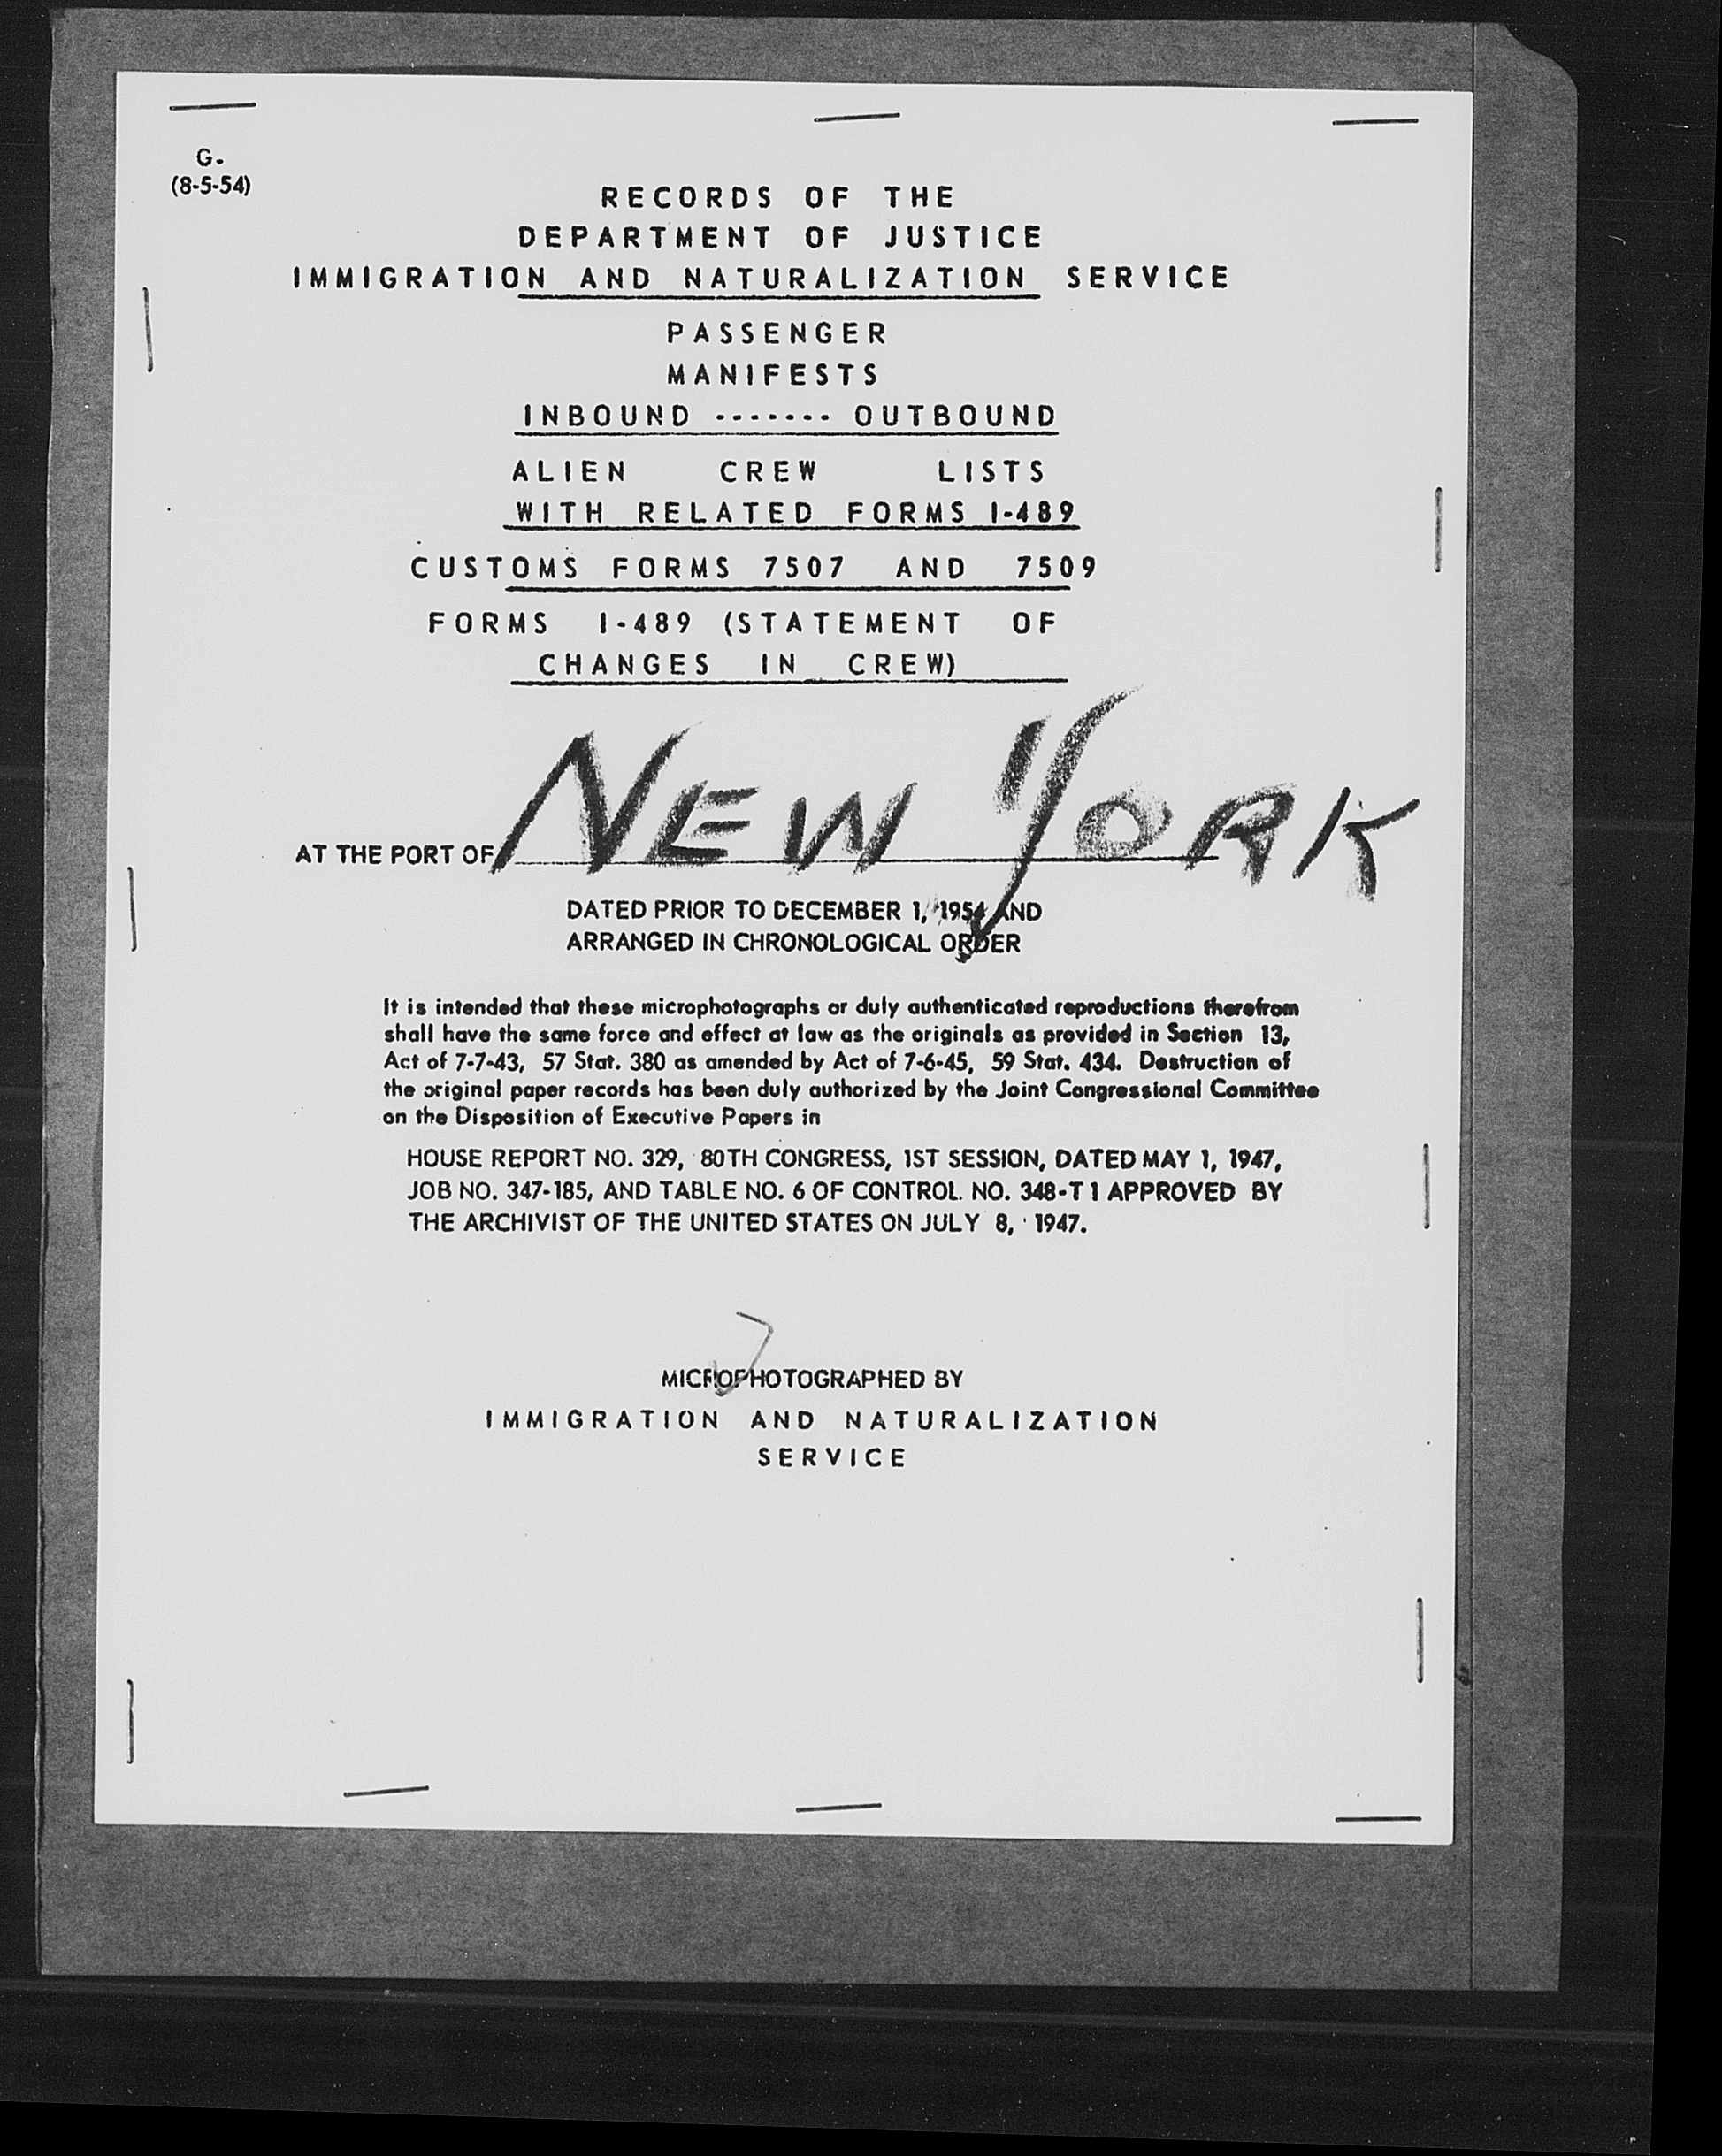 G.
(8-5-54)
RECORDS OF THE
DEPARTMENT OF JUSTICE
IMMIGRATION AND NATURALIZATION SERVICE
PASSENGER
MANIFESTS
INBOUND ------- OUTBOUND
ALIEN CREW LISTS
WITH RELATED FORMS I-489
CUSTOMS FORMS 7507 AND 7509
FORMS I-489 (STATEMENT OF
CHANGES IN CREW)
AT THE PORT OF NEW YORK
DATED PRIOR TO DECEMBER 1, 1954 AND
ARRANGED IN CHRONOLOGICAL ORDER
It is intended that these microphotographs or duly authenticated reproductions therefrom
shall have the same force and effect at law as the originals as provided in Section 13,
Act of 7-7-43, 57 Stat. 380 as amended by Act of 7-6-45, 59 Stat. 434. Destruction of
the original paper records has been duly authorized by the Joint Congressional Committee
on the Disposition of Executive Papers in
HOUSE REPORT NO. 329, 80TH CONGRESS, 1ST SESSION, DATED MAY 1, 1947,
JOB NO. 347-185, AND TABLE NO. 6 OF CONTROL NO. 348-T1 APPROVED BY
THE ARCHIVIST OF THE UNITED STATES ON JULY 8, 1947.
MICROPHOTOGRAPHED BY
IMMIGRATION AND NATURALIZATION
SERVICE